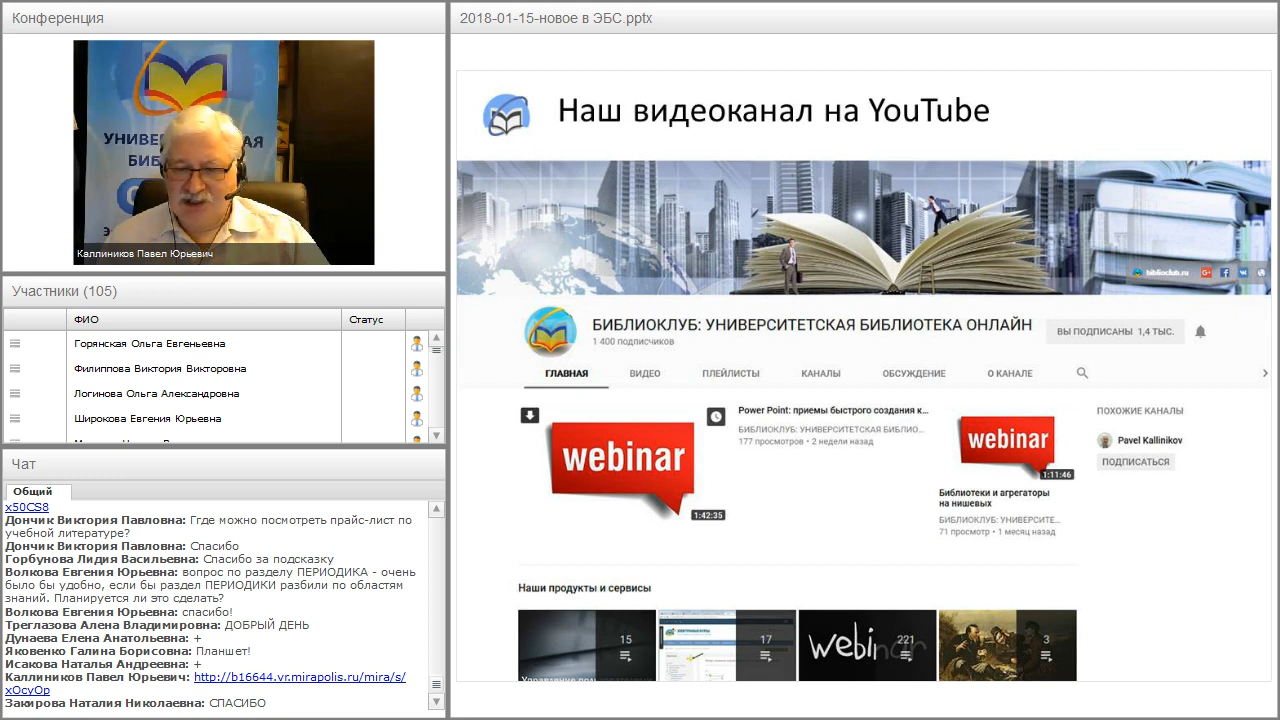 Конференция
УНИВЕ
БИБ
Каллиников Павел Юрьевич
Участники (105)
ФИО Статус
Горянская Ольга Евгеньевна
Филиппова Виктория Викторовна
Логинова Ольга Александровна
Широкова Евгения Юрьевна
Чат
Общий
x50CS8
Дончик Виктория Павловна: Ггде можно посмотреть прайс-лист по
учебной литературе?
Дончик Виктория Павловна: Спасибо
Горбунова Лидия Васильевна: Спасибо за подсказку
Волкова Евгения Юрьевна: вопрос по разделу ПЕРИОДИКА - очень
было бы удобно, если бы раздел ПЕРИОДИКИ разбили по областям
знаний. Планируется ли это сделать?
Волкова Евгения Юрьевна: спасибо!
Треглазова Алена Владимировна: ДОБРЫЙ ДЕНЬ
Дунаева Елена Анатольевна: +
Яковенко Галина Борисовна: Планшет!
Исакова Наталья Андреевна: +
Каллиников Павел Юрьевич: http://b16644.vr.mirapolis.ru/mira/s/
xOcvOp
Закирова Наталия Николаевна: СПАСИБО
2018-01-15-новое в ЭБС.pptx
Наш видеоканал на YouTube
biblioclub.ru
БИБЛИОКЛУБ: УНИВЕРСИТЕТСКАЯ БИБЛИОТЕКА ОНЛАЙН
1 400 подписчиков
ВЫ ПОДПИСАНЫ 1,4 ТЫС.
ГЛАВНАЯ ВИДЕО ПЛЕЙЛИСТЫ КАНАЛЫ ОБСУЖДЕНИЕ О КАНАЛЕ
webinar
1:42:35
Power Point: приемы быстрого создания к...
БИБЛИОКЛУБ: УНИВЕРСИТЕТСКАЯ БИБЛИО...
177 просмотров • 2 недели назад
webinar
1:11:46
Библиотеки и агрегаторы
на нишевых
БИБЛИОКЛУБ: УНИВЕРСИТЕ...
71 просмотр • 1 месяц назад
ПОХОЖИЕ КАНАЛЫ
Pavel Kallinikov
ПОДПИСАТЬСЯ
Наши продукты и сервисы
15
17
webinar
221
3